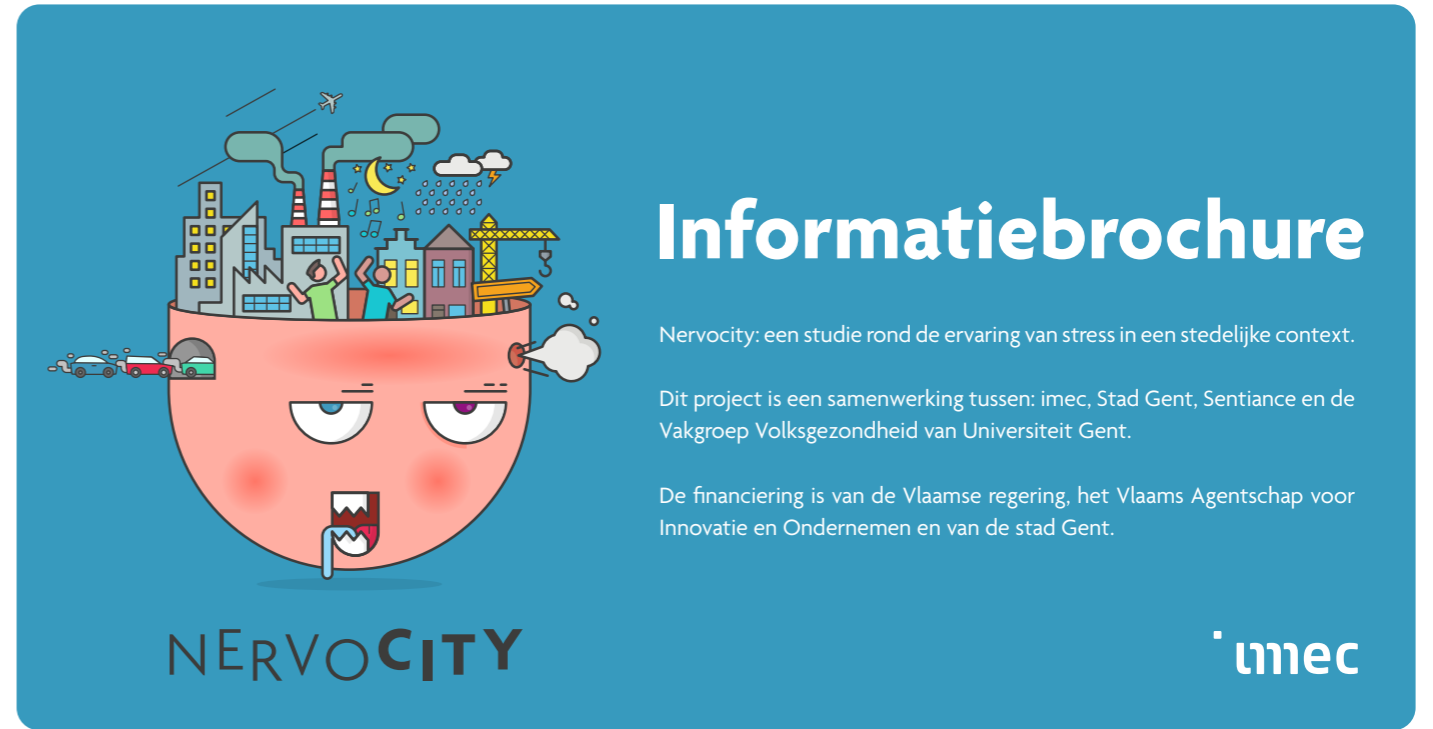 Informatiebrochure
Nervocity: een studie rond de ervaring van stress in een stedelijke context.
Dit project is een samenwerking tussen: imec, Stad Gent, Sentiance en de
Vakgroep Volksgezondheid van Universiteit Gent.
De financiering is van de Vlaamse regering, het Vlaams Agentschap voor
Innovatie en Ondernemen en van de stad Gent.
NERVOCITY
imec